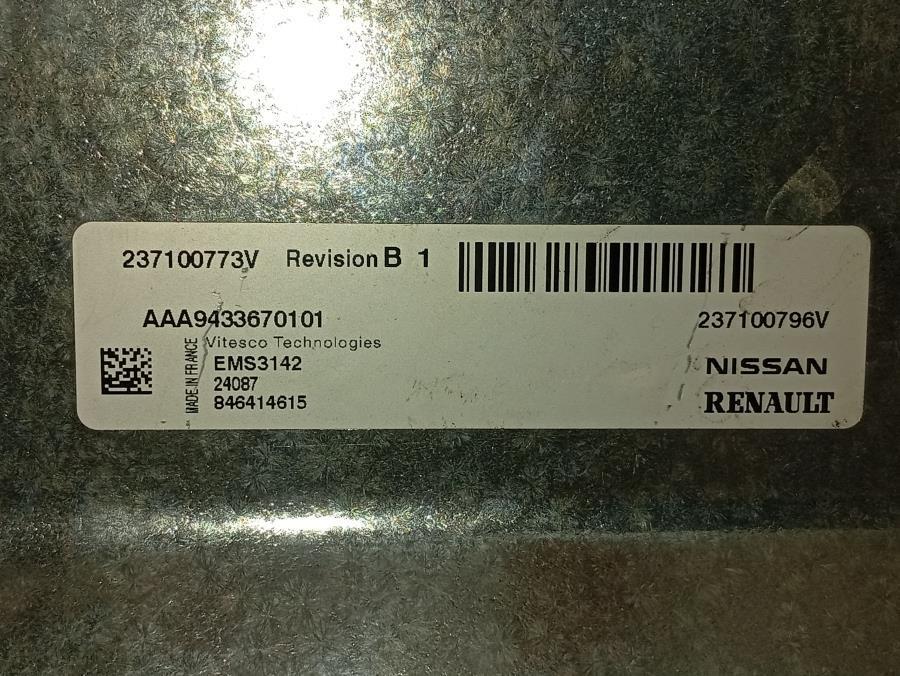 237100773V Revision B 1
AAA9433670101
237100796V
Vitesco Technologies
MADE IN FRANCE
EMS3142
24087
846414615
NISSAN
RENAULT